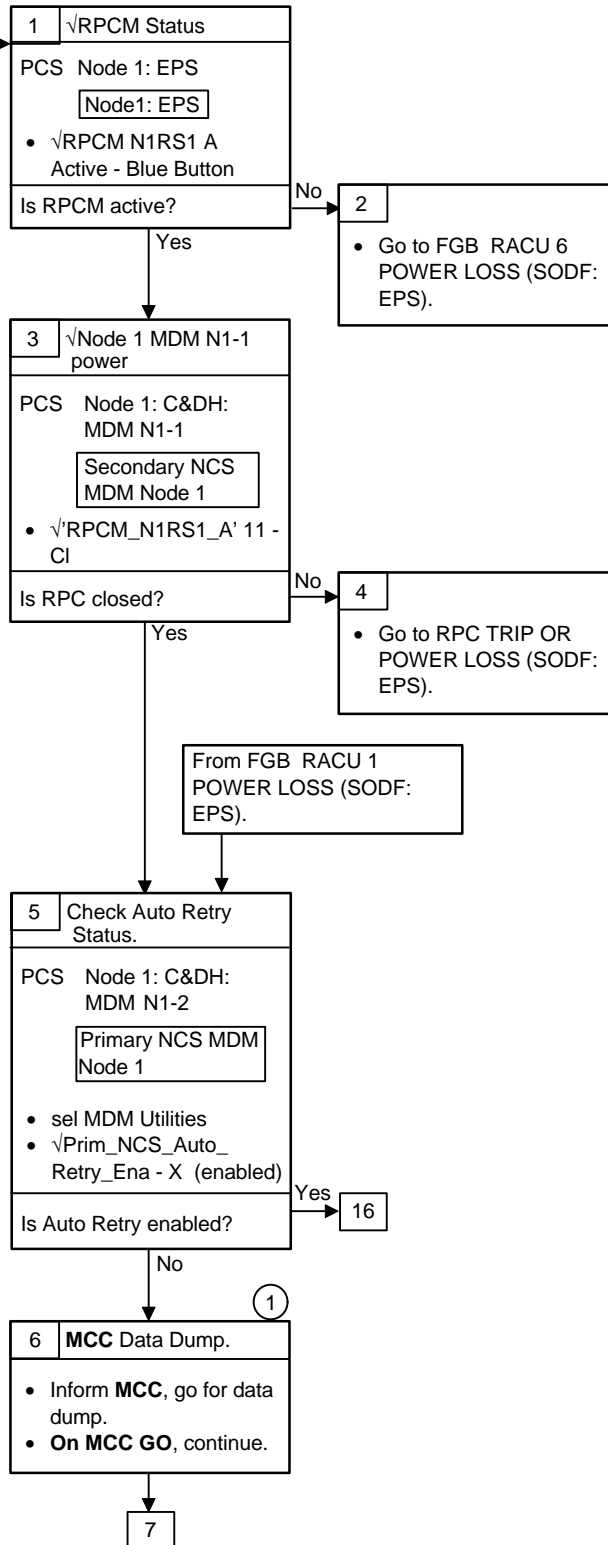 1 √RPCM Status
PCS Node 1: EPS
Node1: EPS
• √RPCM N1RS1 A
Active - Blue Button
Is RPCM active?
No
Yes
2
• Go to FGB RACU 6
POWER LOSS (SODF:
EPS).
3 √Node 1 MDM N1-1
power
PCS Node 1: C&DH:
MDM N1-1
Secondary NCS
MDM Node 1
• √'RPCM_N1RS1_A' 11 -
Cl
Is RPC closed?
No
Yes
4
• Go to RPC TRIP OR
POWER LOSS (SODF:
EPS).
From FGB RACU 1
POWER LOSS (SODF:
EPS).
5 Check Auto Retry
Status.
PCS Node 1: C&DH:
MDM N1-2
Primary NCS MDM
Node 1
• sel MDM Utilities
• √Prim_NCS_Auto_
Retry_Ena - X (enabled)
Is Auto Retry enabled?
Yes
16
No
1
6 MCC Data Dump.
• Inform MCC, go for data
dump.
• On MCC GO, continue.
7